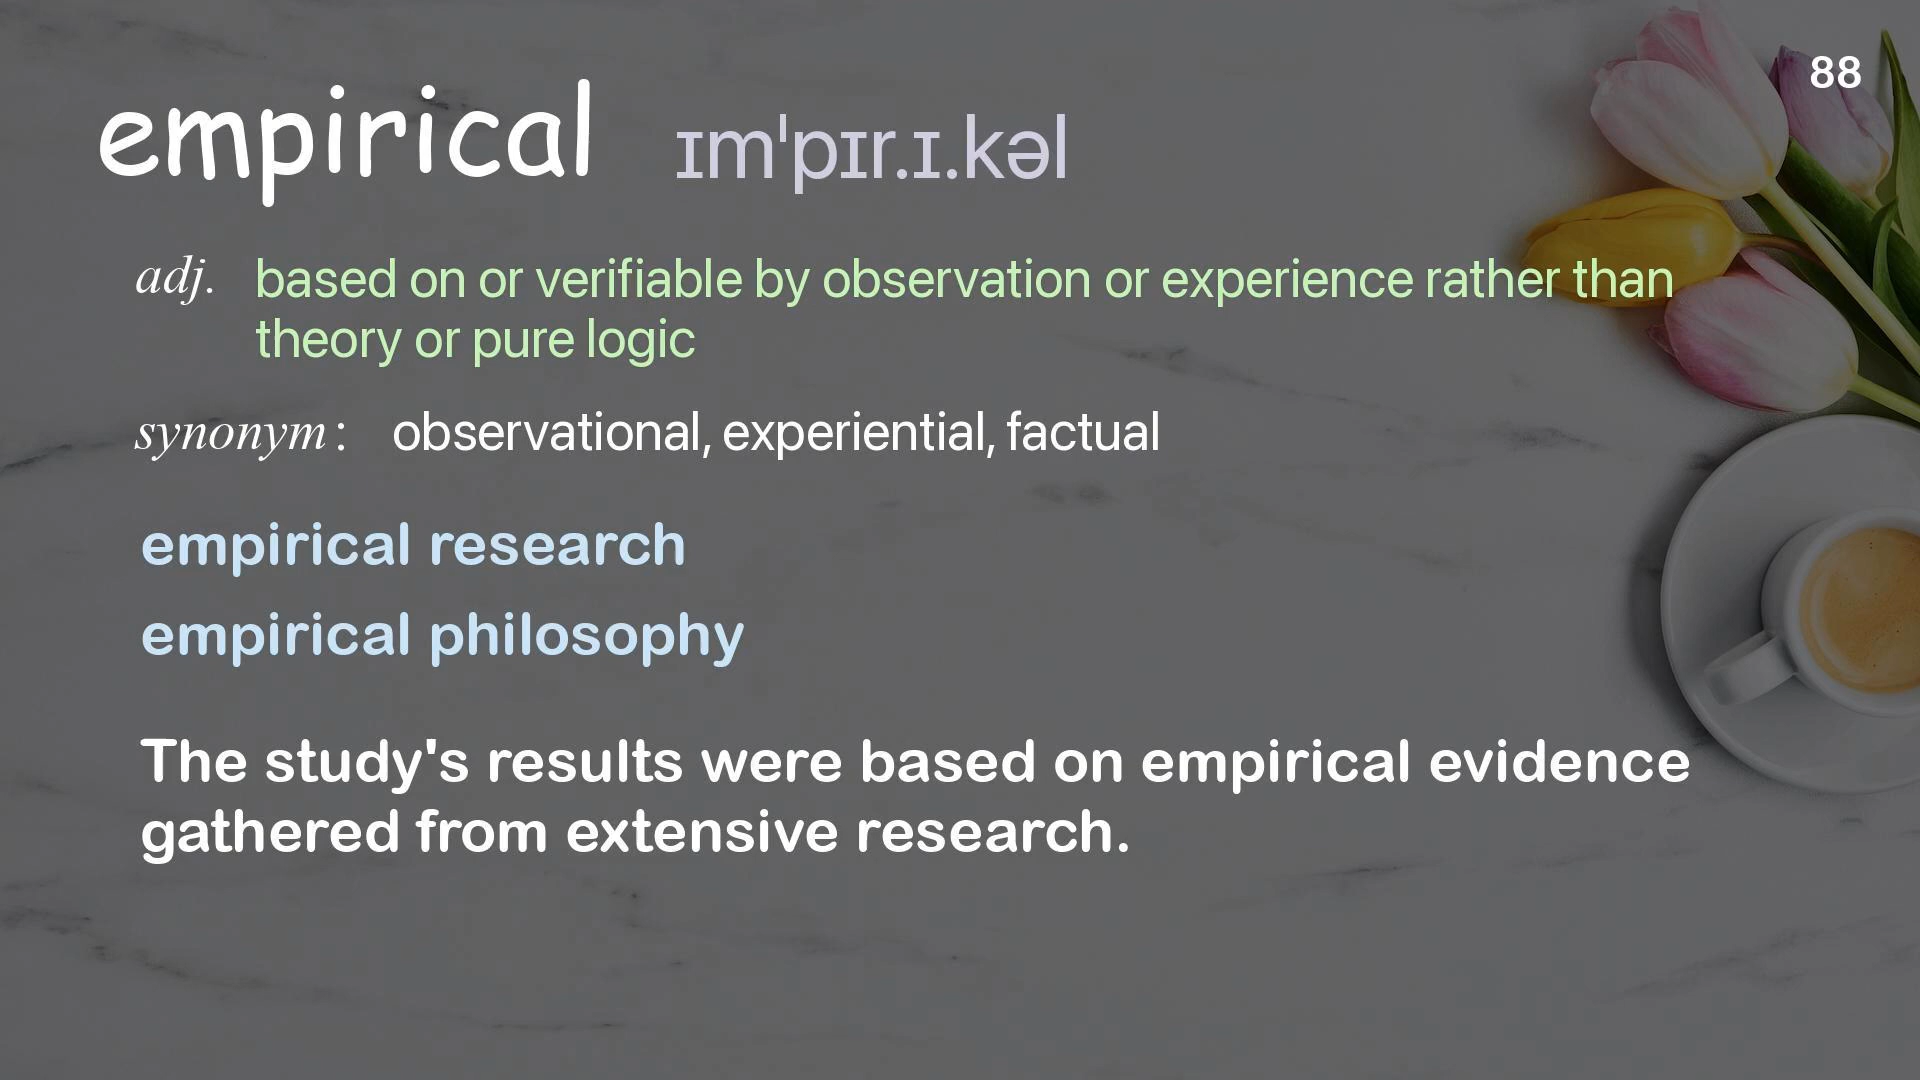 88
empirical ɪmˈpɪr.ɪ.kəl
adj. based on or verifiable by observation or experience rather than
theory or pure logic
synonym: observational, experiential, factual
empirical research
empirical philosophy
The study's results were based on empirical evidence
gathered from extensive research.